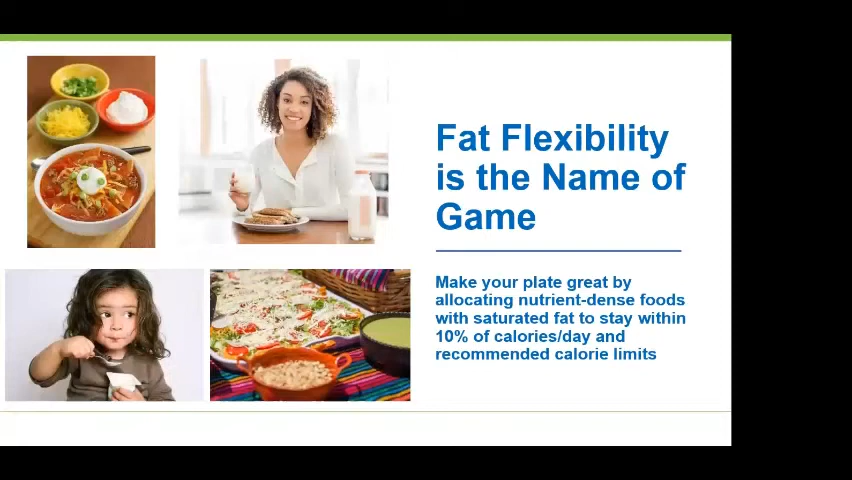 Fat Flexibility
is the Name of
Game
Make your plate great by
allocating nutrient-dense foods
with saturated fat to stay within
10% of calories/day and
recommended calorie limits